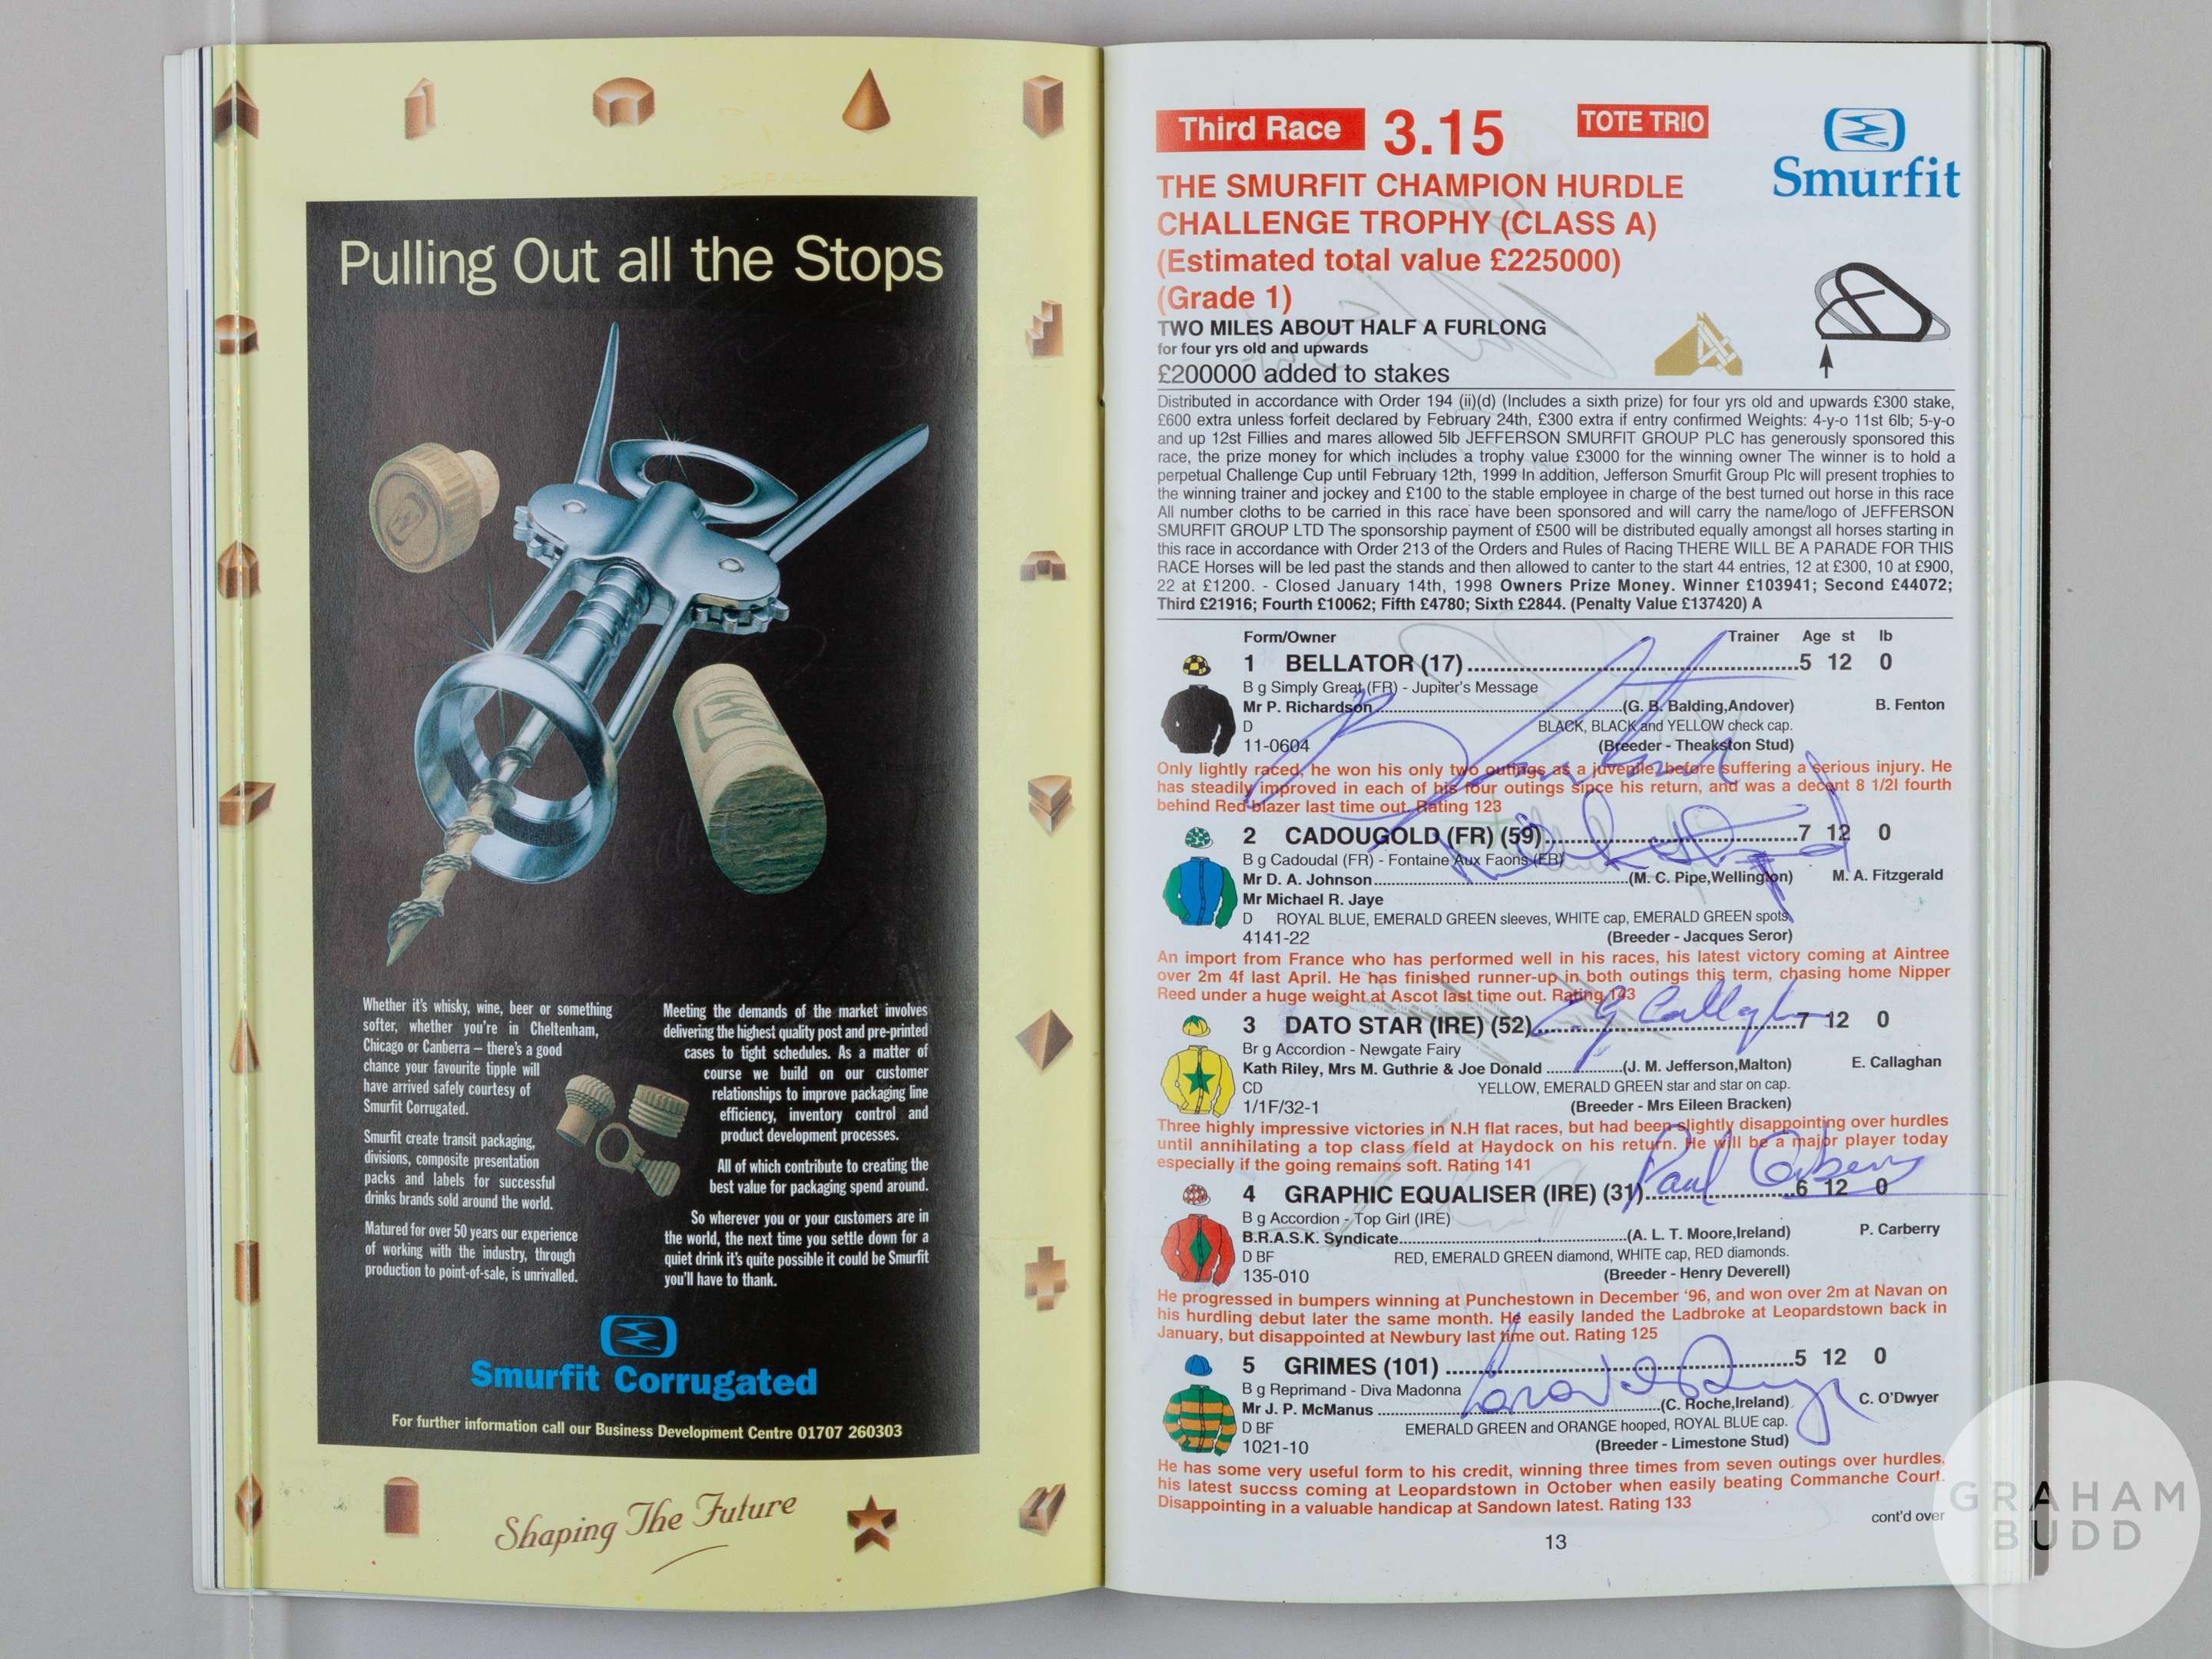 Pulling Out all the Stops
Whether it's whisky, wine, beer or something
softer, whether you're in Cheltenham,
Chicago or Canberra – there's a good
chance your favourite tipple will
have arrived safely courtesy of
Smurfit Corrugated.
Smurfit create transit packaging,
divisions, composite presentation
packs and labels for successful
drinks brands sold around the world.
Matured for over 50 years our experience
of working with the industry, through
production to point-of-sale, is unrivalled.
Meeting the demands of the market involves
delivering the highest quality post and pre-printed
cases to tight schedules. As a matter of
course we build on our customer
relationships to improve packaging line
efficiency, inventory control and
product development processes.
All of which contribute to creating the
best value for packaging spend around.
So wherever you or your customers are in
the world, the next time you settle down for a
quiet drink it's quite possible it could be Smurfit
you'll have to thank.
Smurfit Corrugated
For further information call our Business Development Centre 01707 260303
Shaping The Future
Third Race 3.15 TOTE TRIO
Smurfit
THE SMURFIT CHAMPION HURDLE
CHALLENGE TROPHY (CLASS A)
(Estimated total value £225000)
(Grade 1)
TWO MILES ABOUT HALF A FURLONG
for four yrs old and upwards
£200000 added to stakes
Distributed in accordance with Order 194 (ii)(d) (Includes a sixth prize) for four yrs old and upwards £300 stake,
£600 extra unless forfeit declared by February 24th, £300 extra if entry confirmed Weights: 4-y-o 11st 6lb; 5-y-o
and up 12st Fillies and mares allowed 5lb JEFFERSON SMURFIT GROUP PLC has generously sponsored this
race, the prize money for which includes a trophy value £3000 for the winning owner The winner is to hold a
perpetual Challenge Cup until February 12th, 1999 In addition, Jefferson Smurfit Group Plc will present trophies to
the winning trainer and jockey and £100 to the stable employee in charge of the best turned out horse in this race
All number cloths to be carried in this race have been sponsored and will carry the name/logo of JEFFERSON
SMURFIT GROUP LTD The sponsorship payment of £500 will be distributed equally amongst all horses starting in
this race in accordance with Order 213 of the Orders and Rules of Racing THERE WILL BE A PARADE FOR THIS
RACE Horses will be led past the stands and then allowed to canter to the start 44 entries, 12 at £300, 10 at £900,
22 at £1200. - Closed January 14th, 1998 Owners Prize Money. Winner £103941; Second £44072;
Third £21916; Fourth £10062; Fifth £4780; Sixth £2844. (Penalty Value £137420) A
Form/Owner Trainer Age st lb
1 BELLATOR (17) 5 12 0
B g Simply Great (FR) - Jupiter's Message
Mr P. Richardson (G. B. Balding,Andover) B. Fenton
D BLACK, BLACK and YELLOW check cap.
11-0604 (Breeder - Theakston Stud)
Only lightly raced, he won his only two outings as a juvenile before suffering a serious injury. He
has steadily improved in each of his four outings since his return, and was a decent 8 1/2l fourth
behind Red blazer last time out. Rating 123
2 CADOUGOLD (FR) (59) 7 12 0
B g Cadoudal (FR) - Fontaine Aux Faons (FR)
Mr D. A. Johnson (M. C. Pipe,Wellington) M. A. Fitzgerald
Mr Michael R. Jaye
D ROYAL BLUE, EMERALD GREEN sleeves, WHITE cap, EMERALD GREEN spots
4141-22 (Breeder - Jacques Seror)
An import from France who has performed well in his races, his latest victory coming at Aintree
over 2m 4f last April. He has finished runner-up in both outings this term, chasing home Nipper
Reed under a huge weight at Ascot last time out. Rating 143
E G Callaghan
3 DATO STAR (IRE) (52) 7 12 0
Br g Accordion - Newgate Fairy
Kath Riley, Mrs M. Guthrie & Joe Donald (J. M. Jefferson,Malton) E. Callaghan
CD YELLOW, EMERALD GREEN star and star on cap.
1/1F/32-1 (Breeder - Mrs Eileen Bracken)
Three highly impressive victories in N.H flat races, but had been slightly disappointing over hurdles
until annihilating a top class field at Haydock on his return. He will be a major player today
especially if the going remains soft. Rating 141
Paul Carberry
4 GRAPHIC EQUALISER (IRE) (31) 6 12 0
B g Accordion - Top Girl (IRE)
B.R.A.S.K. Syndicate (A. L. T. Moore,Ireland) P. Carberry
D BF RED, EMERALD GREEN diamond, WHITE cap, RED diamonds.
135-010 (Breeder - Henry Deverell)
He progressed in bumpers winning at Punchestown in December '96, and won over 2m at Navan on
his hurdling debut later the same month. He easily landed the Ladbroke at Leopardstown back in
January, but disappointed at Newbury last time out. Rating 125
5 GRIMES (101) 5 12 0
B g Reprimand - Diva Madonna
Mr J. P. McManus (C. Roche,Ireland) C. O'Dwyer
D BF EMERALD GREEN and ORANGE hooped, ROYAL BLUE cap.
1021-10 (Breeder - Limestone Stud)
He has some very useful form to his credit, winning three times from seven outings over hurdles,
his latest succss coming at Leopardstown in October when easily beating Commanche Court.
Disappointing in a valuable handicap at Sandown latest. Rating 133
cont'd over
13
GRAHAM
BUDD